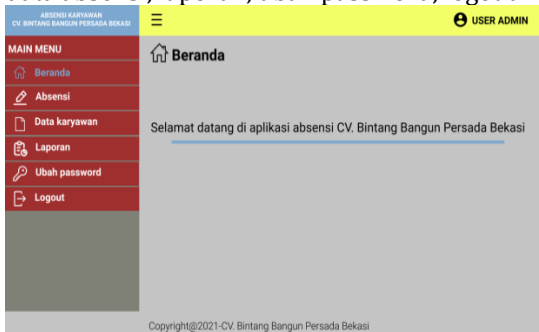 ABSENSI KARYAWAN
CV. BINTANG BANGUN PERSADA BEKASI
USER ADMIN
MAIN MENU
Beranda
Absensi
Data karyawan
Laporan
Ubah password
Logout
Beranda
Selamat datang di aplikasi absensi CV. Bintang Bangun Persada Bekasi
Copyright@2021-CV. Bintang Bangun Persada Bekasi